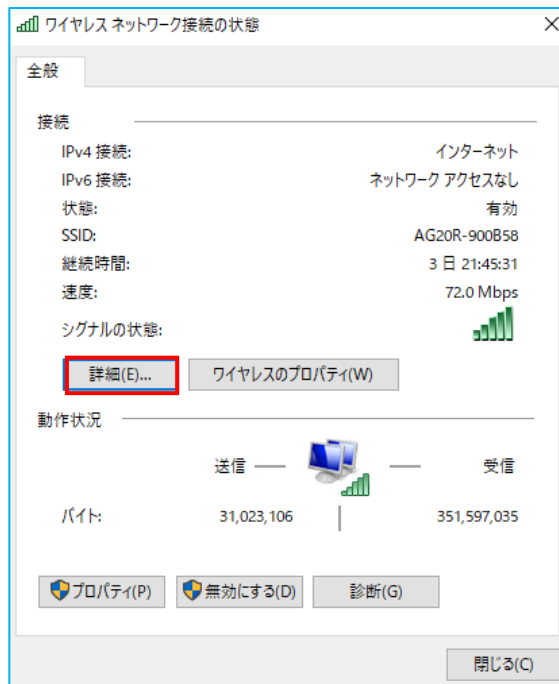 ワイヤレス ネットワーク接続の状態
全般
接続
IPv4 接続: インターネット
IPv6 接続: ネットワーク アクセスなし
状態: 有効
SSID: AG20R-900B58
継続時間: 3 日 21:45:31
速度: 72.0 Mbps
シグナルの状態:
詳細(E)... ワイヤレスのプロパティ(W)
動作状況
送信 受信
バイト: 31,023,106 351,597,035
プロパティ(P) 無効にする(D) 診断(G)
閉じる(C)